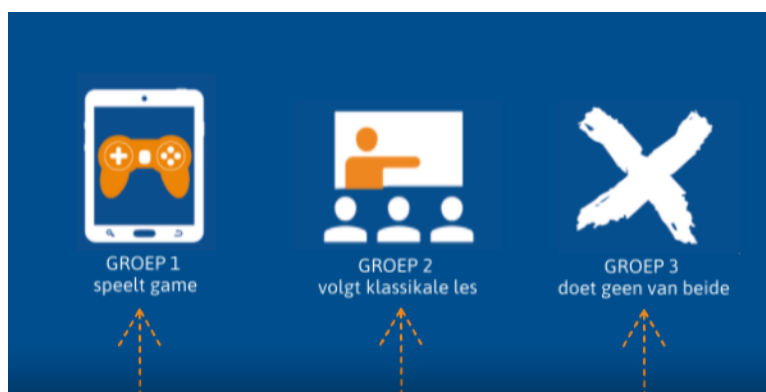 GROEP 1
speelt game
GROEP 2
volgt klassikale les
GROEP 3
doet geen van beide